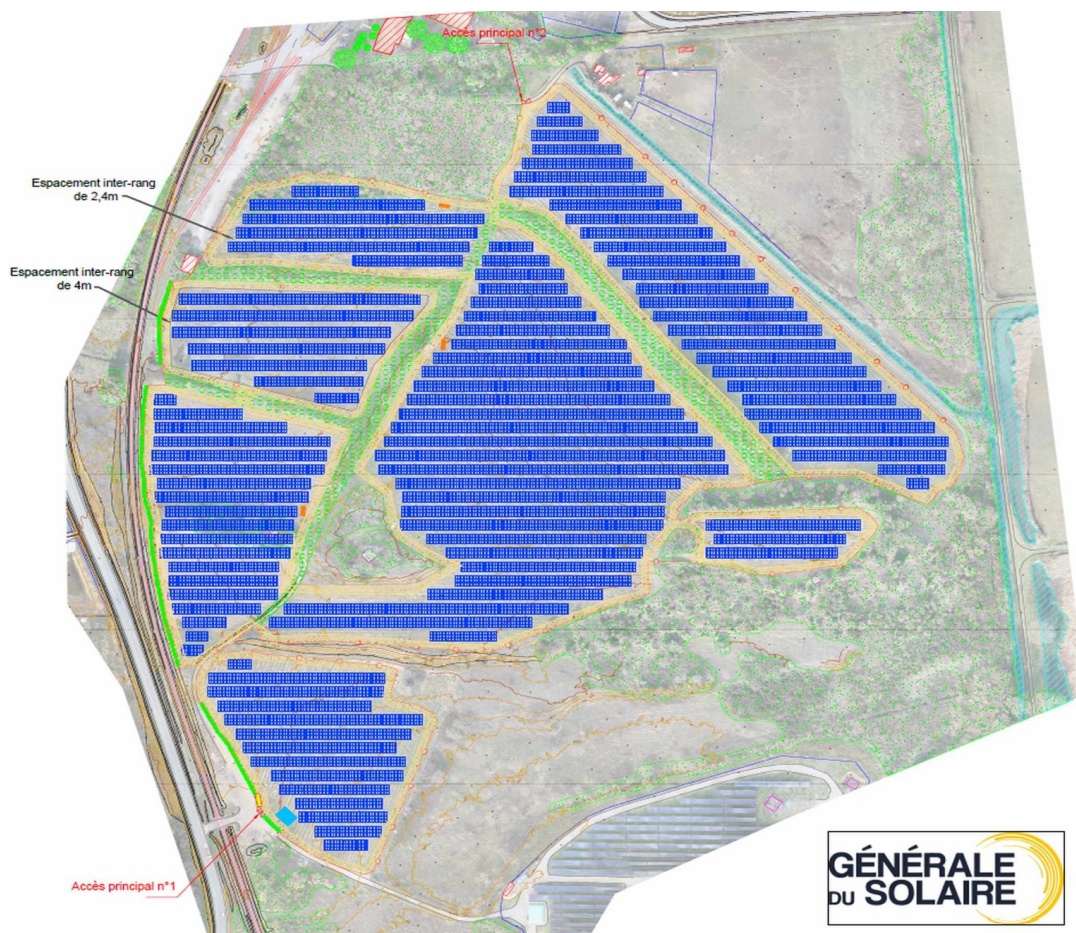 Accès principal n°2
Espacement inter-rang
de 2,4m
Espacement inter-rang
de 4m
Accès principal n°1
GÉNÉRALE
DU SOLAIRE